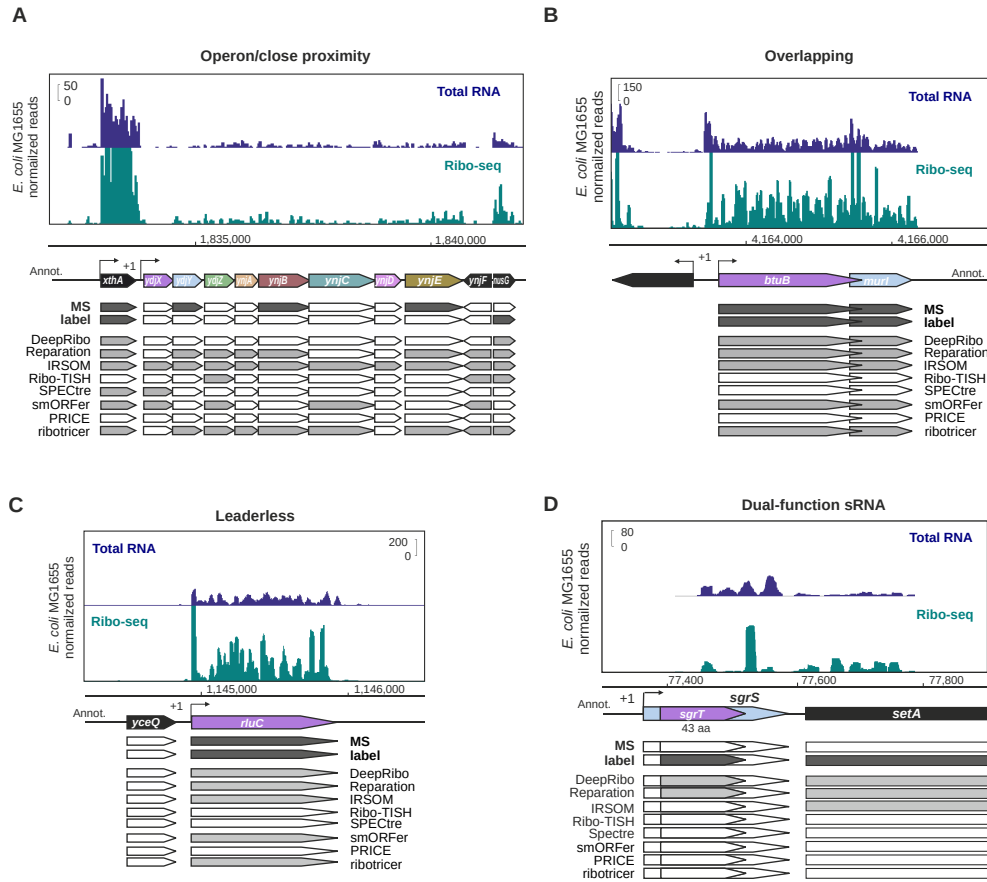 A
Operon/close proximity
E. coli MG1655
normalized reads
50
0
Total RNA
Ribo-seq
1,835,000
1,840,000
Annot.
+1
xthA
ydjX
ydjY
ydjZ
ynjA
ynjB
ynjC
ynjD
ynjE
ynjF
nusG
MS
label
DeepRibo
Reparation
IRSOM
Ribo-TISH
SPECtre
smORFer
PRICE
ribotricer
B
Overlapping
E. coli MG1655
normalized reads
150
0
Total RNA
Ribo-seq
4,164,000
4,166,000
+1
Annot.
btuB
murI
MS
label
DeepRibo
Reparation
IRSOM
Ribo-TISH
SPECtre
smORFer
PRICE
ribotricer
C
Leaderless
E. coli MG1655
normalized reads
Total RNA
200
0
Ribo-seq
1,145,000
1,146,000
Annot.
+1
yceQ
rluC
MS
label
DeepRibo
Reparation
IRSOM
Ribo-TISH
SPECtre
smORFer
PRICE
ribotricer
D
Dual-function sRNA
E. coli MG1655
normalized reads
80
0
Total RNA
Ribo-seq
77,400
77,600
77,800
Annot.
+1
sgrS
sgrT
setA
43 aa
MS
label
DeepRibo
Reparation
IRSOM
Ribo-TISH
Spectre
smORFer
PRICE
ribotricer